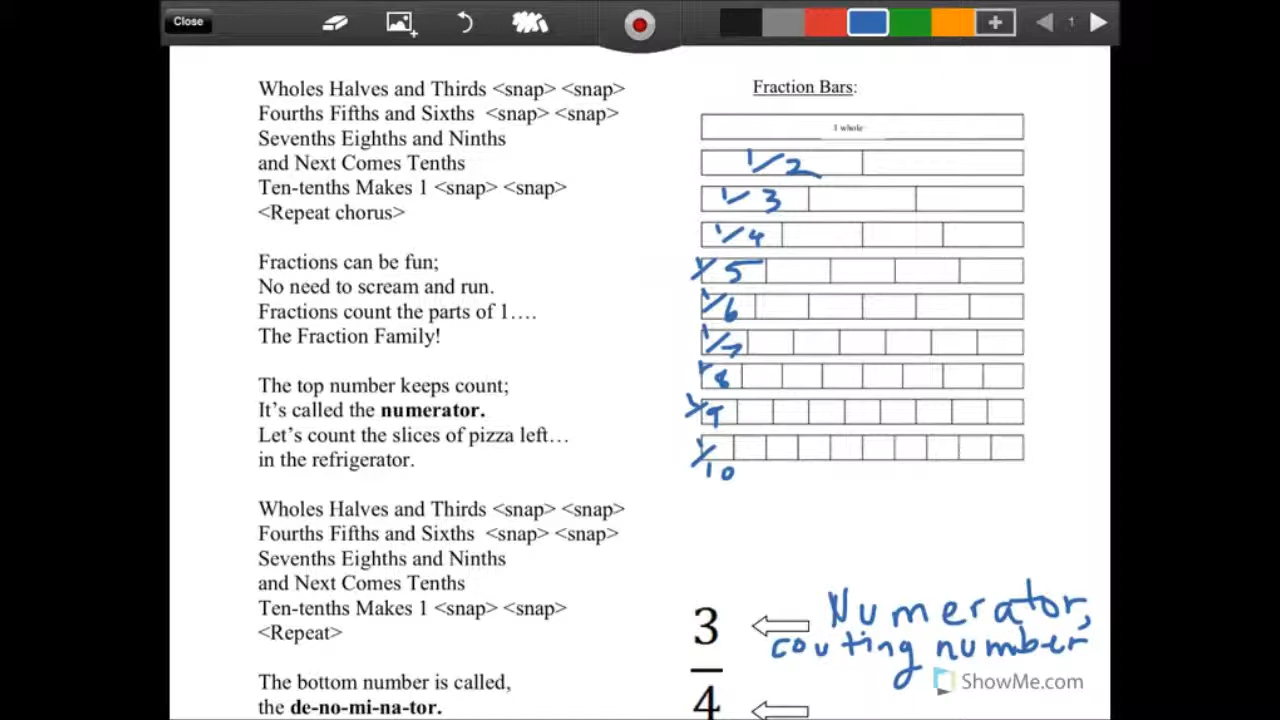 Close
1
Wholes Halves and Thirds <snap> <snap>
Fourths Fifths and Sixths <snap> <snap>
Sevenths Eighths and Ninths
and Next Comes Tenths
Ten-tenths Makes 1 <snap> <snap>
<Repeat chorus>
Fractions can be fun;
No need to scream and run.
Fractions count the parts of 1....
The Fraction Family!
The top number keeps count;
It's called the numerator.
Let's count the slices of pizza left...
in the refrigerator.
Wholes Halves and Thirds <snap> <snap>
Fourths Fifths and Sixths <snap> <snap>
Sevenths Eighths and Ninths
and Next Comes Tenths
Ten-tenths Makes 1 <snap> <snap>
<Repeat>
The bottom number is called,
the de-no-mi-na-tor.
Fraction Bars:
1 whole
1/2
1/3
1/4
1/5
1/6
1/7
1/8
1/9
1/10
3
4
Numerator,
couting number
ShowMe.com